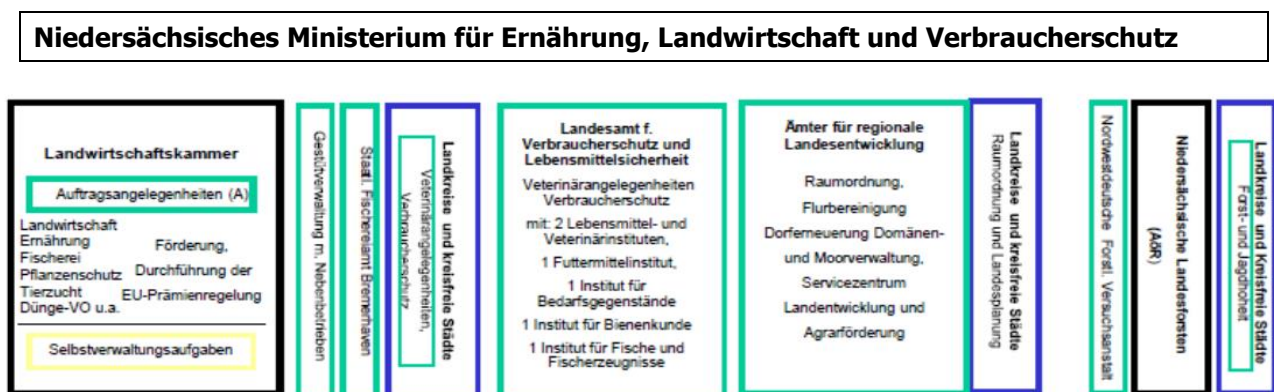 Niedersächsisches Ministerium für Ernährung, Landwirtschaft und Verbraucherschutz
Landwirtschaftskammer
Auftragsangelegenheiten (A)
Landwirtschaft
Ernährung
Fischerei
Pflanzenschutz
Tierzucht
Dünge-VO u.a.
Förderung,
Durchführung der
EU-Prämienregelung
Selbstverwaltungsaufgaben
Gestütverwaltung m. Nebenbetrieben
Staatl. Fischereiamt Bremerhaven
Landkreise und kreisfreie Städte
Veterinärangelegenheiten,
Verbraucherschutz
Landesamt f.
Verbraucherschutz und
Lebensmittelsicherheit
Veterinärangelegenheiten
Verbraucherschutz
mit: 2 Lebensmittel- und
Veterinärinstituten,
1 Futtermittelinstitut,
1 Institut für
Bedarfsgegenstände
1 Institut für Bienenkunde
1 Institut für Fische und
Fischerzeugnisse
Ämter für regionale
Landesentwicklung
Raumordnung,
Flurbereinigung
Dorferneuerung Domänen-
und Moorverwaltung,
Servicezentrum
Landentwicklung und
Agrarförderung
Landkreise und kreisfreie Städte
Raumordnung und Landesplanung
Nordwestdeutsche Forstl. Versuchsanstalt
Niedersächsische Landesforsten
(AöR)
Landkreise und Kreisfreie Städte
Forst- und Jagdhoheit